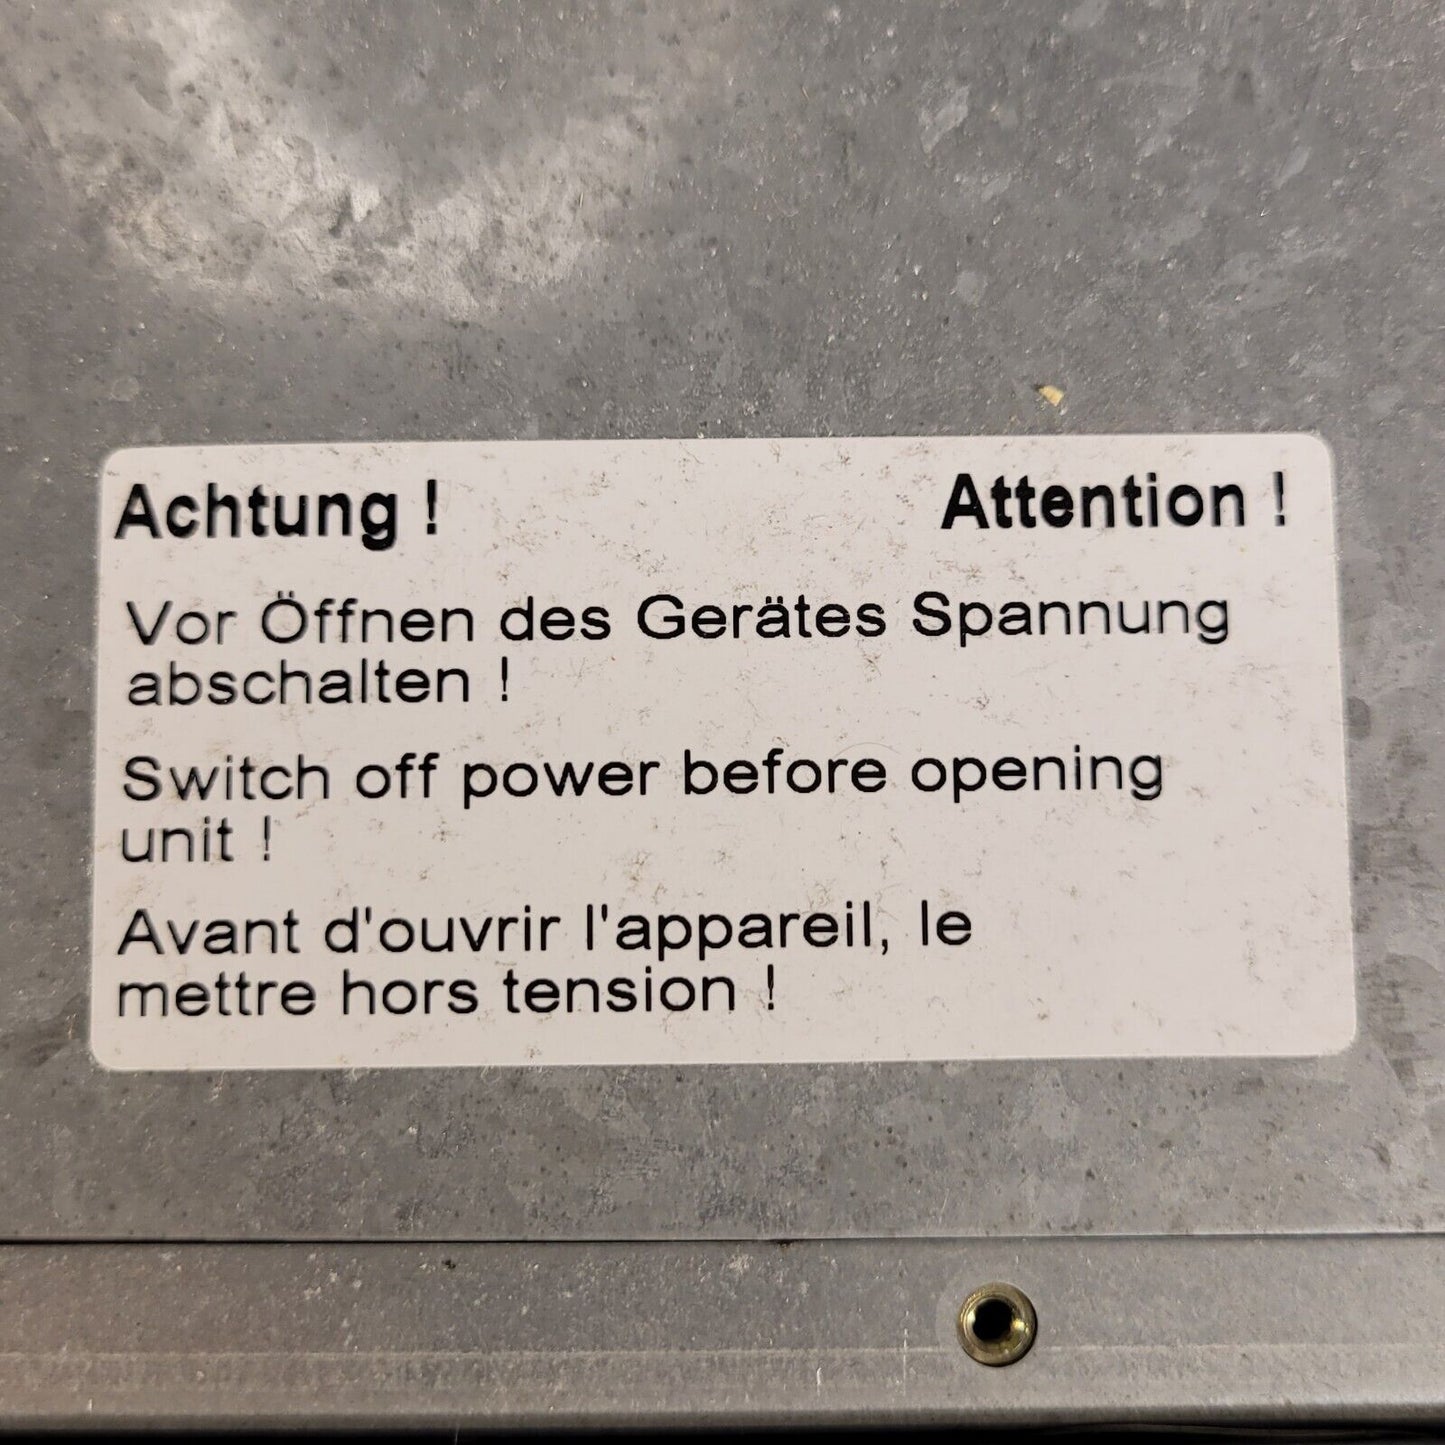 Achtung ! Attention !
Vor Öffnen des Gerätes Spannung
abschalten !
Switch off power before opening
unit !
Avant d'ouvrir l'appareil, le
mettre hors tension !